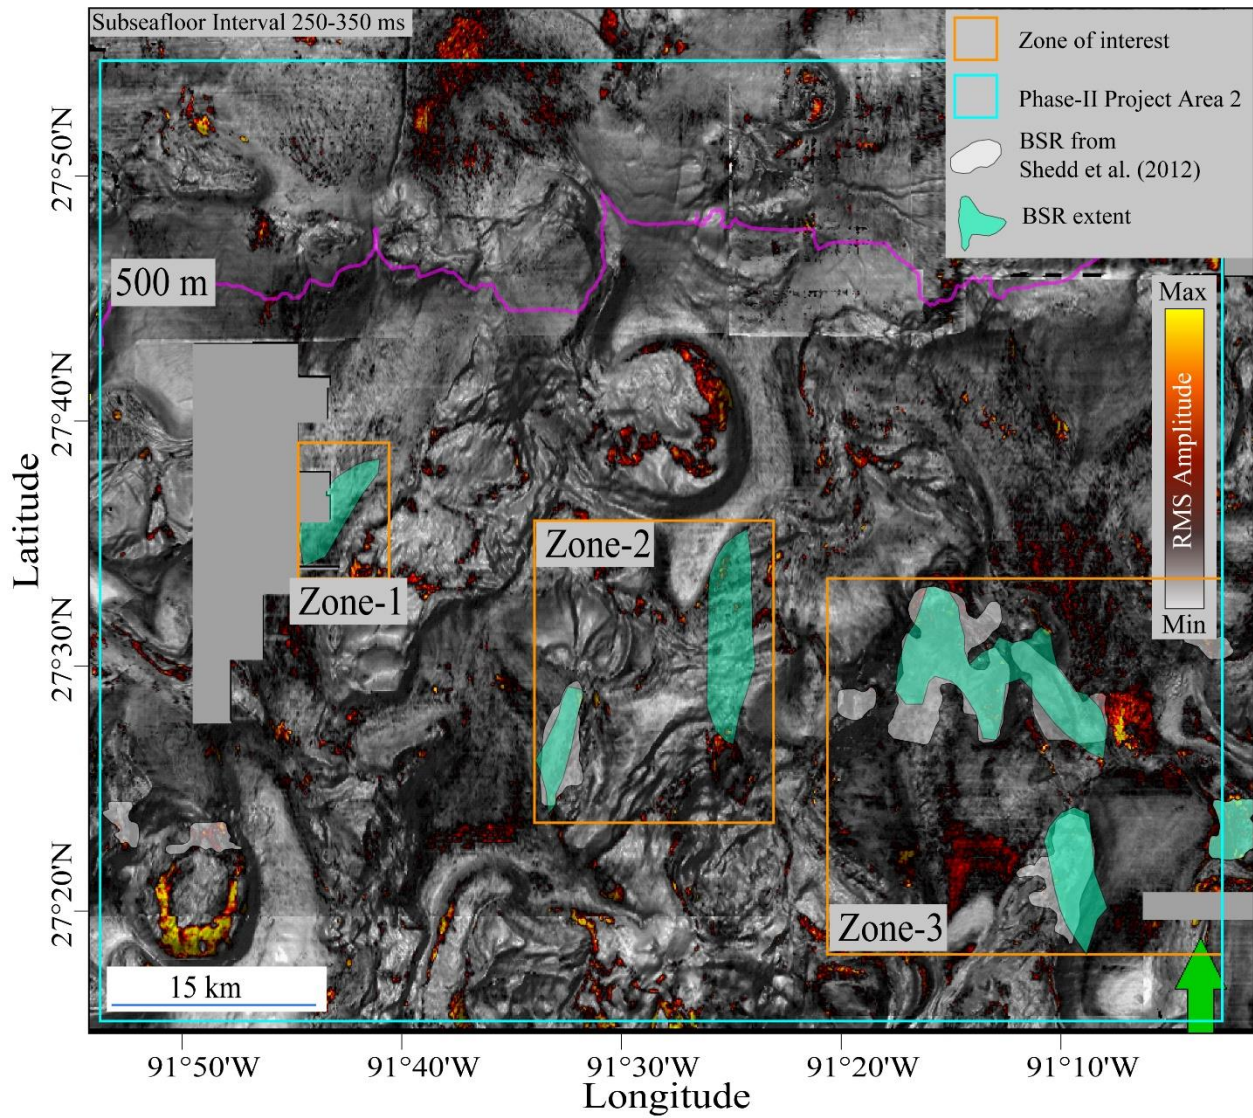 Subseafloor Interval 250-350 ms
Zone of interest
Phase-II Project Area 2
BSR from
Shedd et al. (2012)
BSR extent
27°50'N
500 m
Max
RMS Amplitude
Min
27°40'N
Latitude
Zone-1
Zone-2
27°30'N
27°20'N
Zone-3
15 km
91°50'W
91°40'W
91°30'W
91°20'W
91°10'W
Longitude